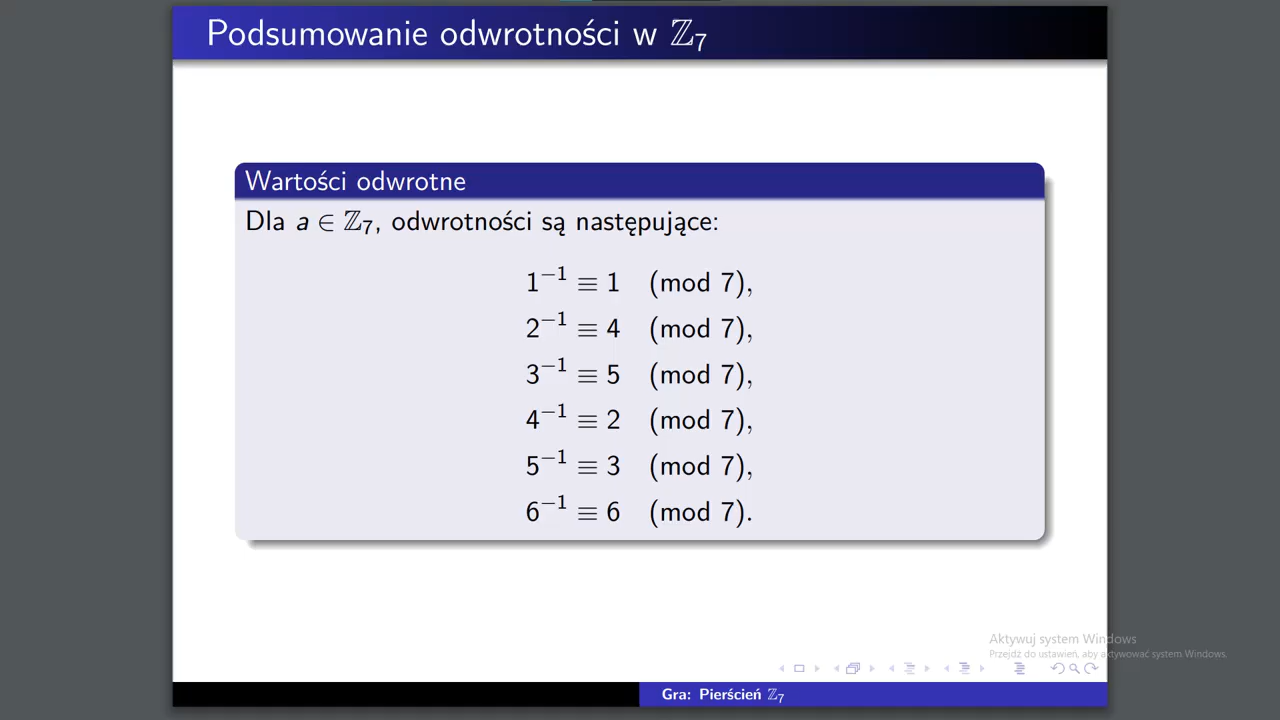 Podsumowanie odwrotności w ℤ₇
Wartości odwrotne
Dla a ∈ ℤ₇, odwrotności są następujące:
1⁻¹ ≡ 1 (mod 7),
2⁻¹ ≡ 4 (mod 7),
3⁻¹ ≡ 5 (mod 7),
4⁻¹ ≡ 2 (mod 7),
5⁻¹ ≡ 3 (mod 7),
6⁻¹ ≡ 6 (mod 7).
Aktywuj system Windows
Przejdź do ustawień, aby aktywować system Windows.
Gra: Pierścień ℤ₇